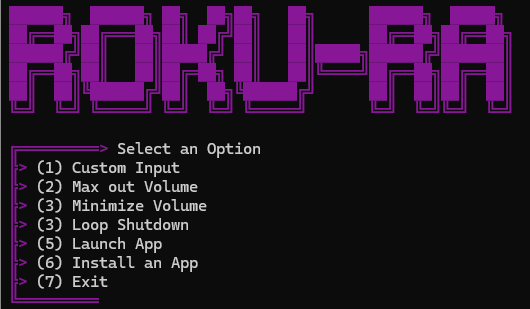 ROKU-RA
> Select an Option
> (1) Custom Input
> (2) Max out Volume
> (3) Minimize Volume
> (3) Loop Shutdown
> (5) Launch App
> (6) Install an App
> (7) Exit